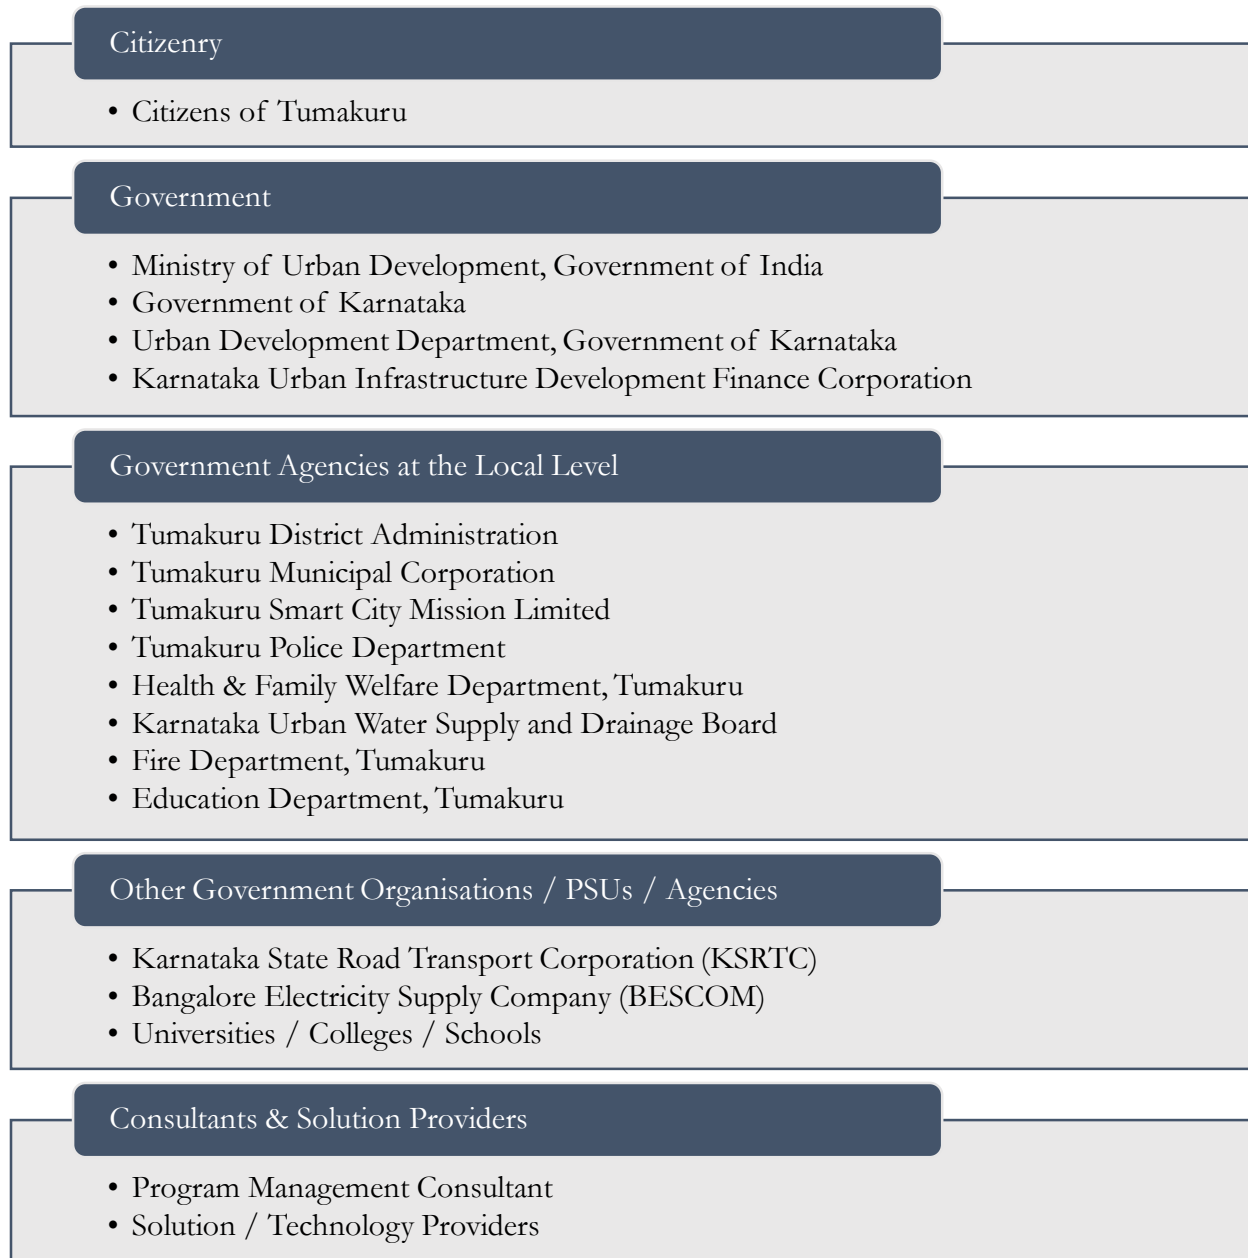 Citizenry
• Citizens of Tumakuru
Government
• Ministry of Urban Development, Government of India
• Government of Karnataka
• Urban Development Department, Government of Karnataka
• Karnataka Urban Infrastructure Development Finance Corporation
Government Agencies at the Local Level
• Tumakuru District Administration
• Tumakuru Municipal Corporation
• Tumakuru Smart City Mission Limited
• Tumakuru Police Department
• Health & Family Welfare Department, Tumakuru
• Karnataka Urban Water Supply and Drainage Board
• Fire Department, Tumakuru
• Education Department, Tumakuru
Other Government Organisations / PSUs / Agencies
• Karnataka State Road Transport Corporation (KSRTC)
• Bangalore Electricity Supply Company (BESCOM)
• Universities / Colleges / Schools
Consultants & Solution Providers
• Program Management Consultant
• Solution / Technology Providers